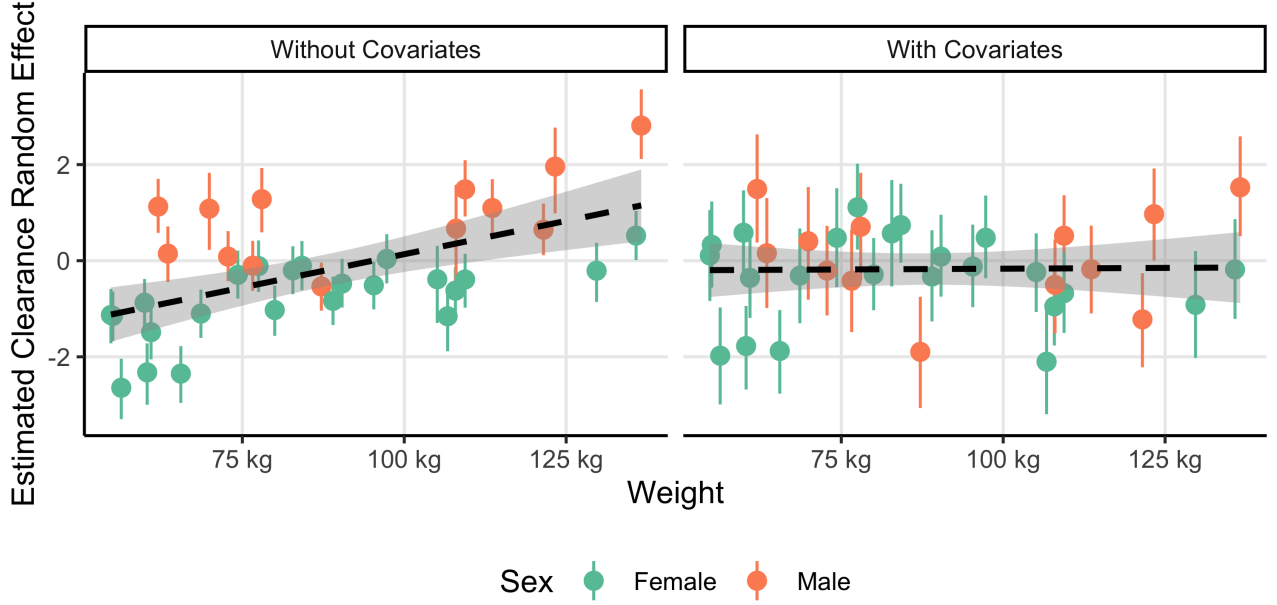 Estimated Clearance Random Effect
Without Covariates
With Covariates
2
0
-2
75 kg
100 kg
125 kg
75 kg
100 kg
125 kg
Weight
Sex
Female
Male